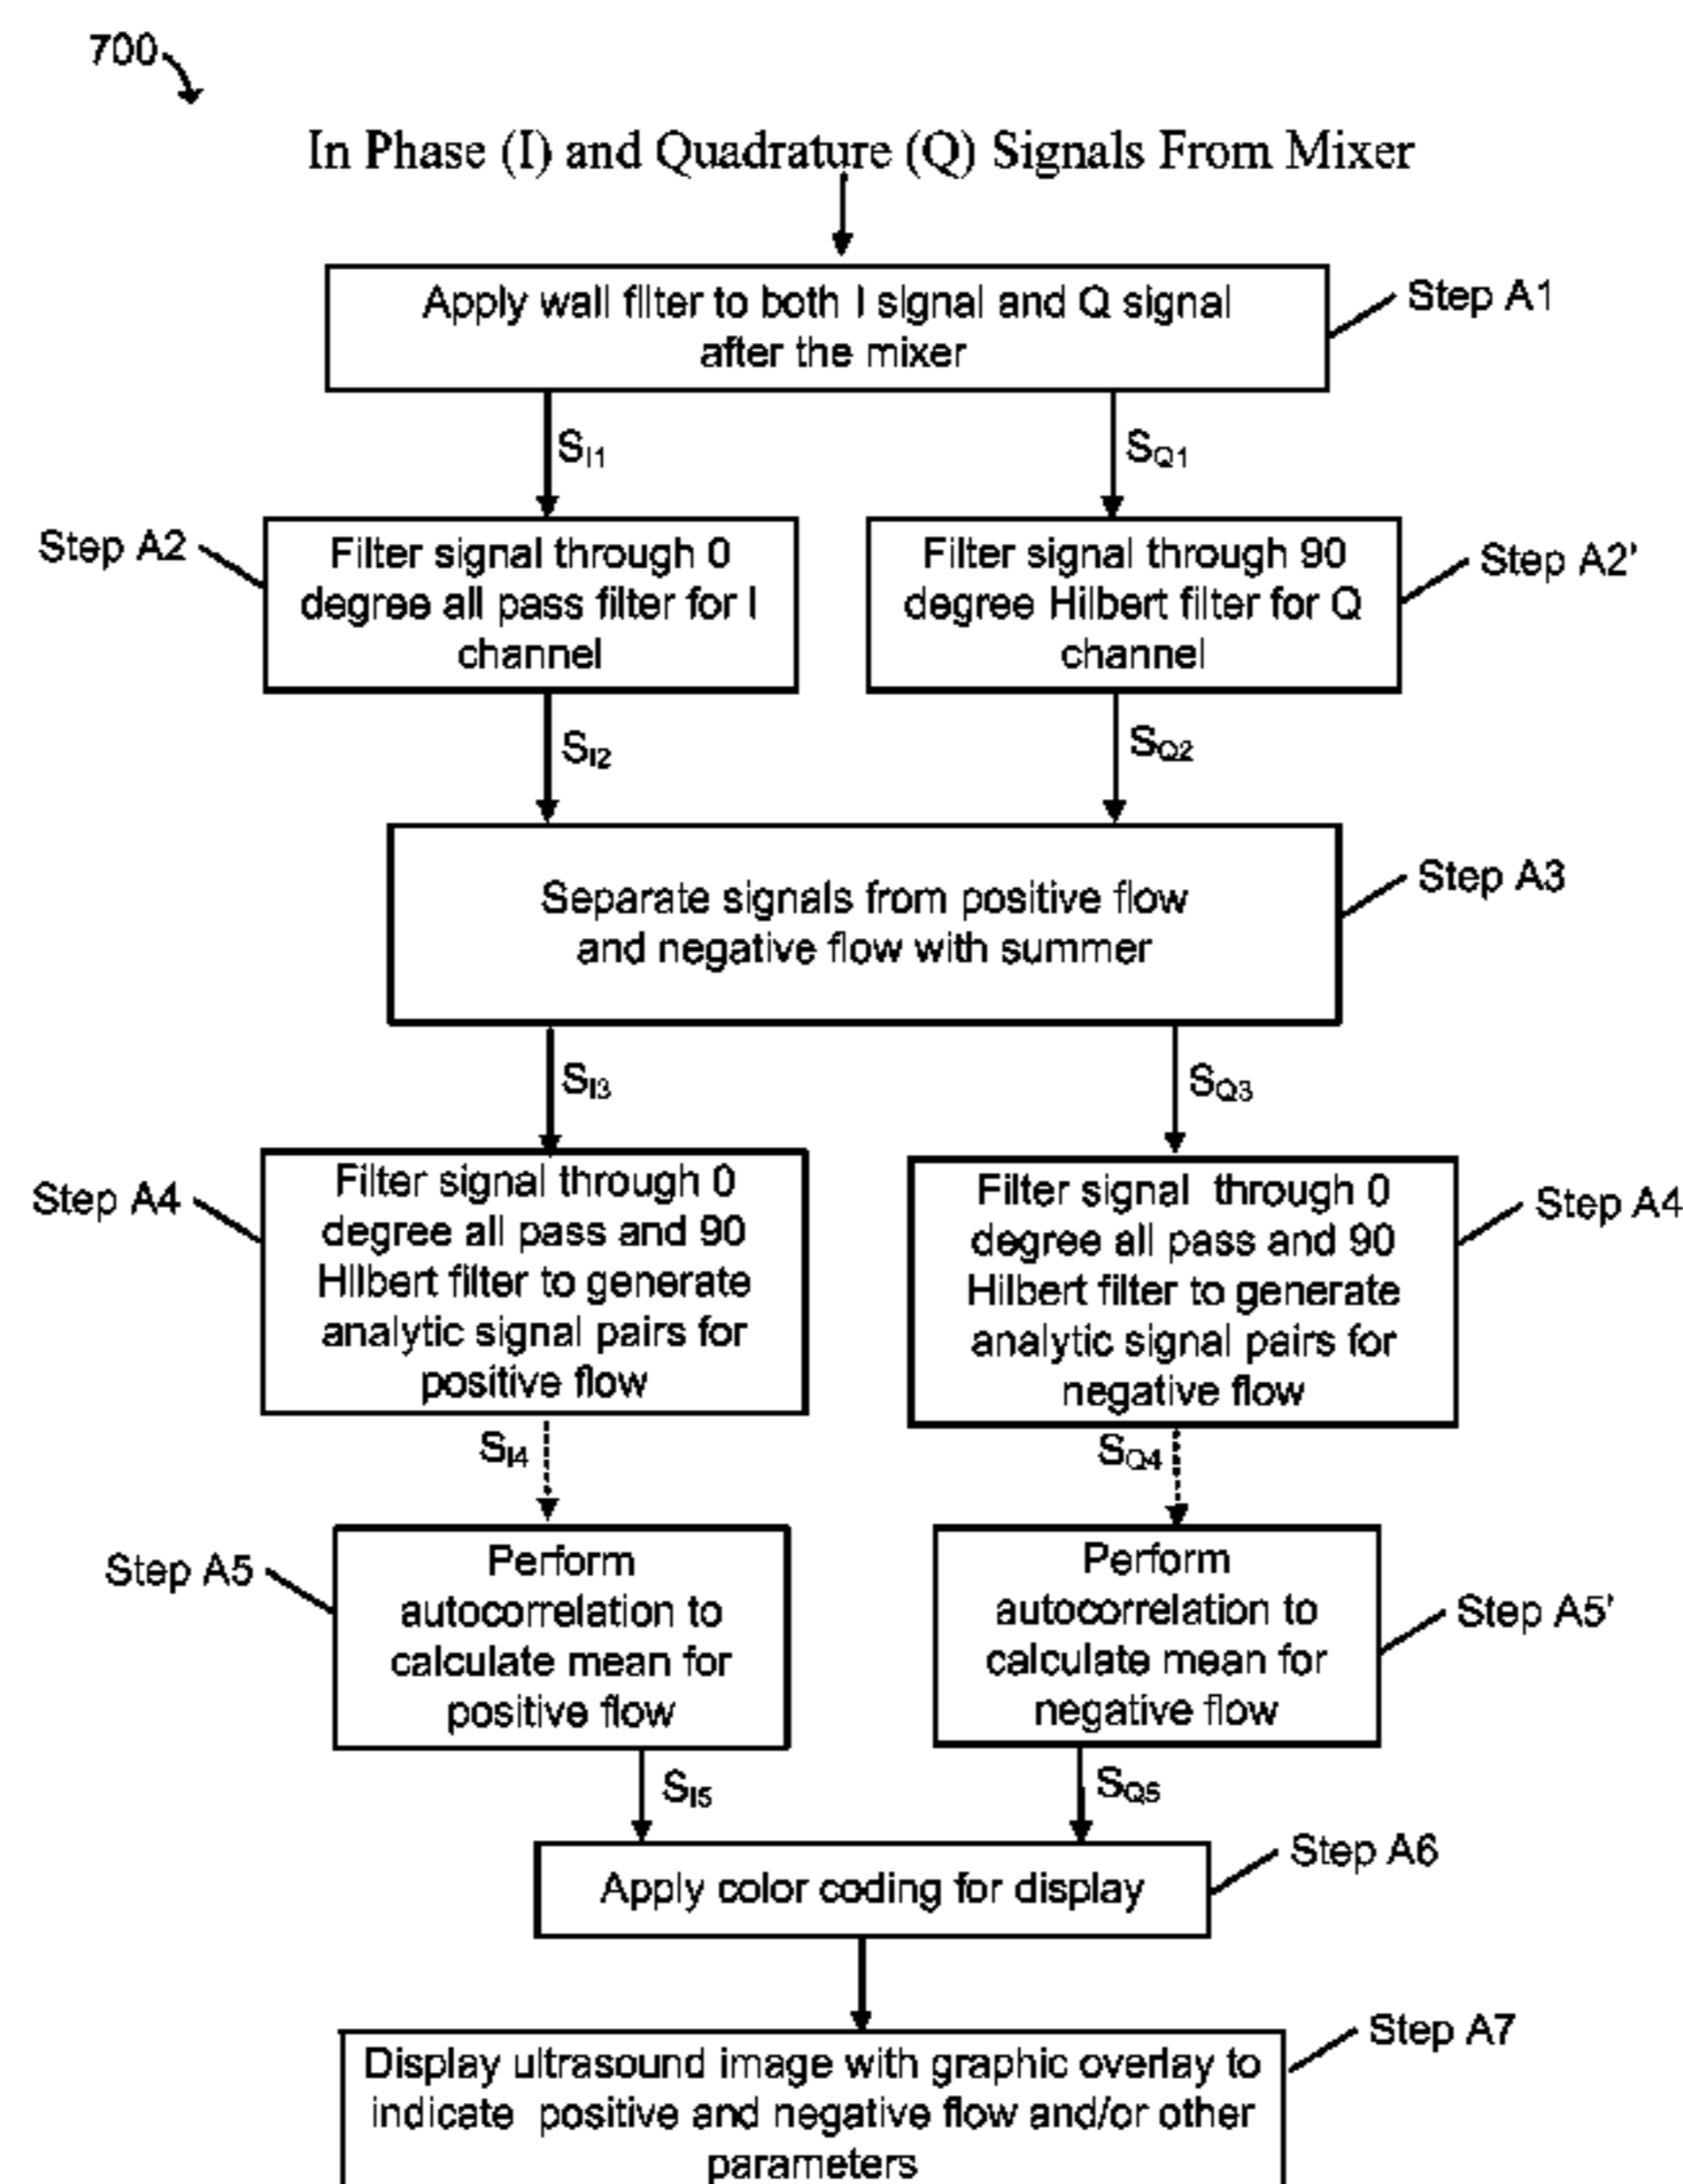 700
In Phase (I) and Quadrature (Q) Signals From Mixer
Apply wall filter to both I signal and Q signal
after the mixer
Step A1
SI1
SQ1
Step A2
Filter signal through 0
degree all pass filter for I
channel
Filter signal through 90
degree Hilbert filter for Q
channel
Step A2'
SI2
SQ2
Separate signals from positive flow
and negative flow with summer
Step A3
SI3
SQ3
Step A4
Filter signal through 0
degree all pass and 90
Hilbert filter to generate
analytic signal pairs for
positive flow
Filter signal through 0
degree all pass and 90
Hilbert filter to generate
analytic signal pairs for
negative flow
Step A4
SI4
SQ4
Step A5
Perform
autocorrelation to
calculate mean for
positive flow
Perform
autocorrelation to
calculate mean for
negative flow
Step A5'
SI5
SQ5
Apply color coding for display
Step A6
Display ultrasound image with graphic overlay to
indicate positive and negative flow and/or other
parameters
Step A7